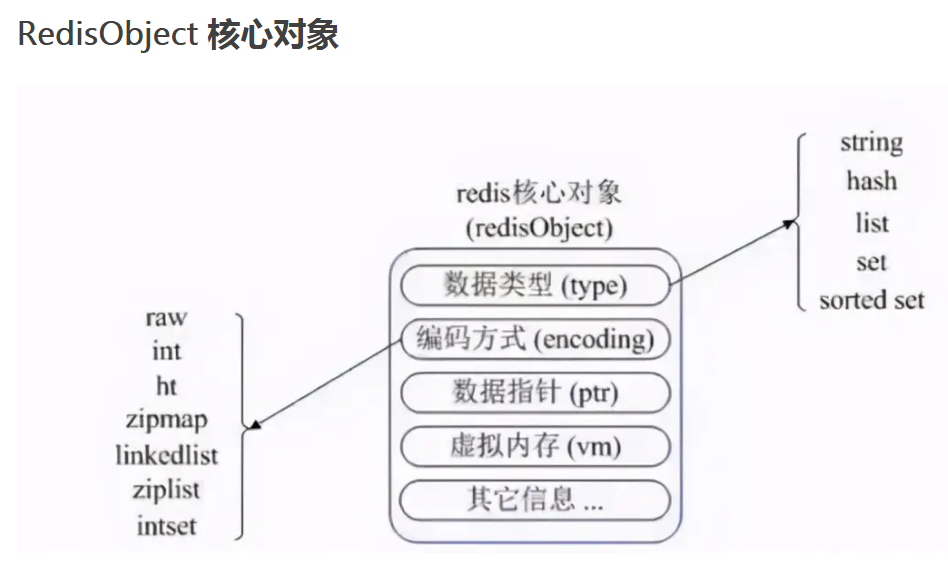 RedisObject 核心对象
redis核心对象
(redisObject)
数据类型 (type)
编码方式 (encoding)
数据指针 (ptr)
虚拟内存 (vm)
其它信息 ...
string
hash
list
set
sorted set
raw
int
ht
zipmap
linkedlist
ziplist
intset